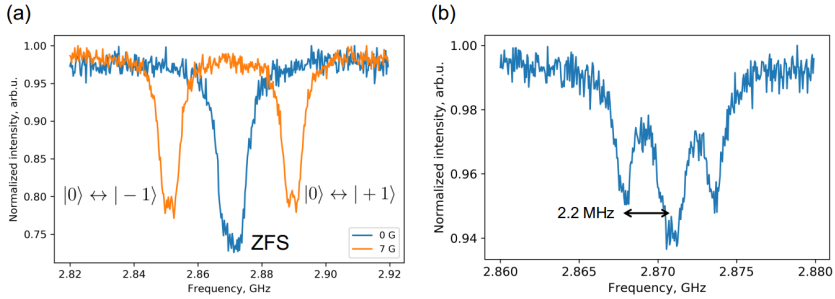 (a)
Normalized intensity, arb.u.
1.00
0.95
0.90
0.85
0.80
0.75
|0⟩ ↔ |−1⟩
|0⟩ ↔ |+1⟩
ZFS
0 G
7 G
2.82 2.84 2.86 2.88 2.90 2.92
Frequency, GHz
(b)
Normalized intensity, arb.u.
1.00
0.98
0.96
0.94
2.2 MHz
2.860 2.865 2.870 2.875 2.880
Frequency, GHz